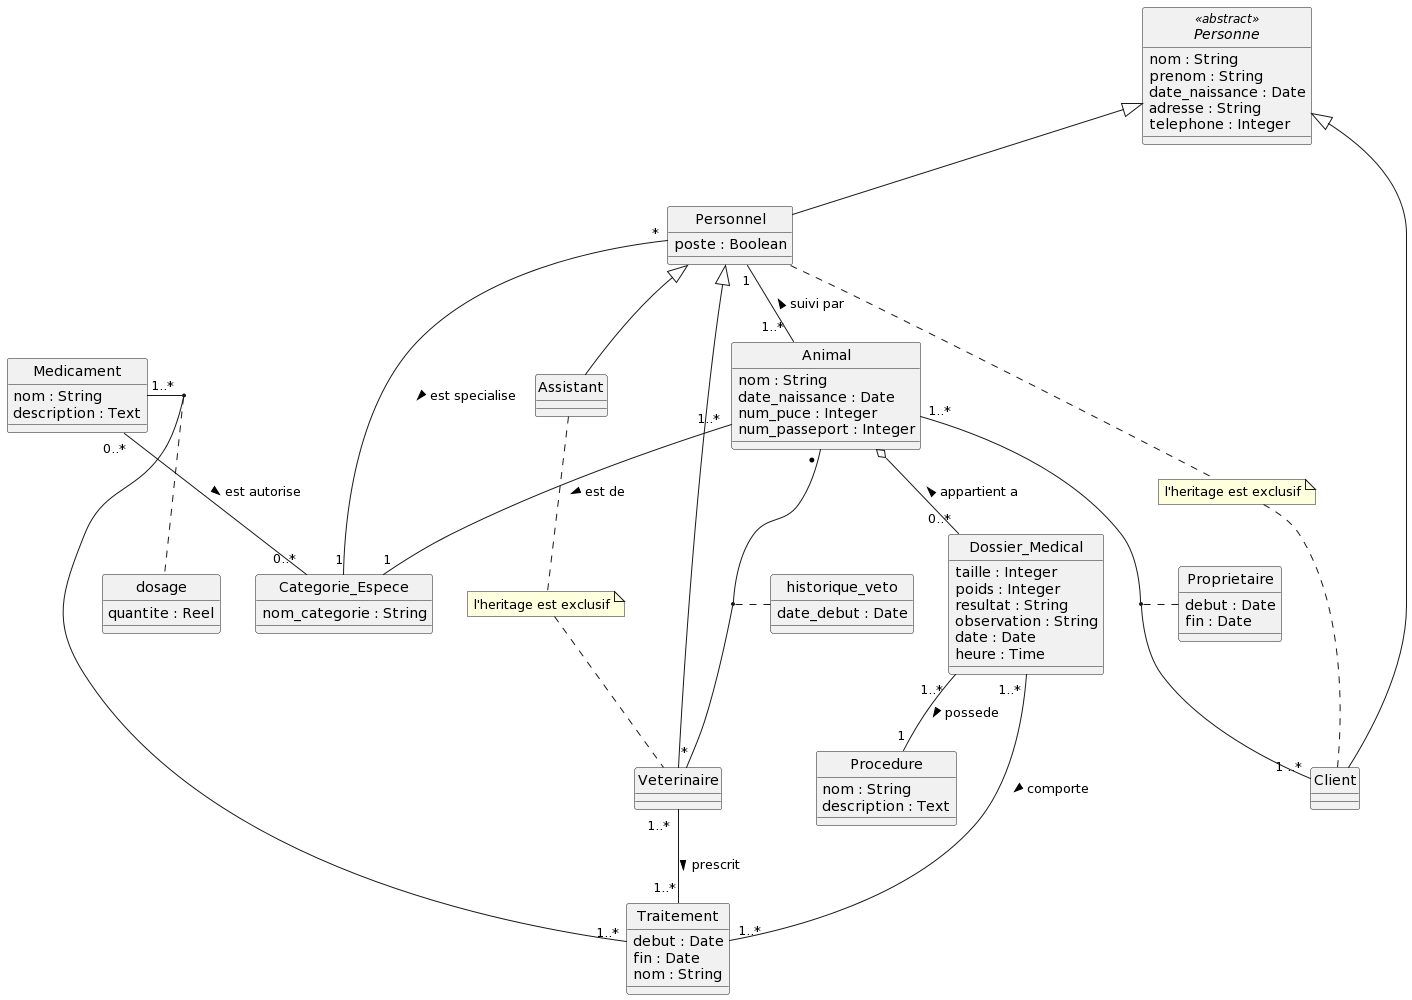 «abstract»
Personne
nom : String
prenom : String
date_naissance : Date
adresse : String
telephone : Integer
Personnel
poste : Boolean
*
1
suivi par
1..*
Animal
nom : String
date_naissance : Date
num_puce : Integer
num_passeport : Integer
Medicament
nom : String
description : Text
1..*
0..*
Assistant
est specialise
1..*
1..*
est autorise
est de
appartient a
0..*
l'heritage est exclusif
0..*
1
1
dosage
quantite : Reel
Categorie_Espece
nom_categorie : String
l'heritage est exclusif
*
historique_veto
date_debut : Date
Dossier_Medical
taille : Integer
poids : Integer
resultat : String
observation : String
date : Date
heure : Time
Proprietaire
debut : Date
fin : Date
1..*
1..*
possede
1
*
Veterinaire
Procedure
nom : String
description : Text
comporte
1..*
Client
1..*
prescrit
1..*
1..*
Traitement
debut : Date
fin : Date
nom : String
1..*